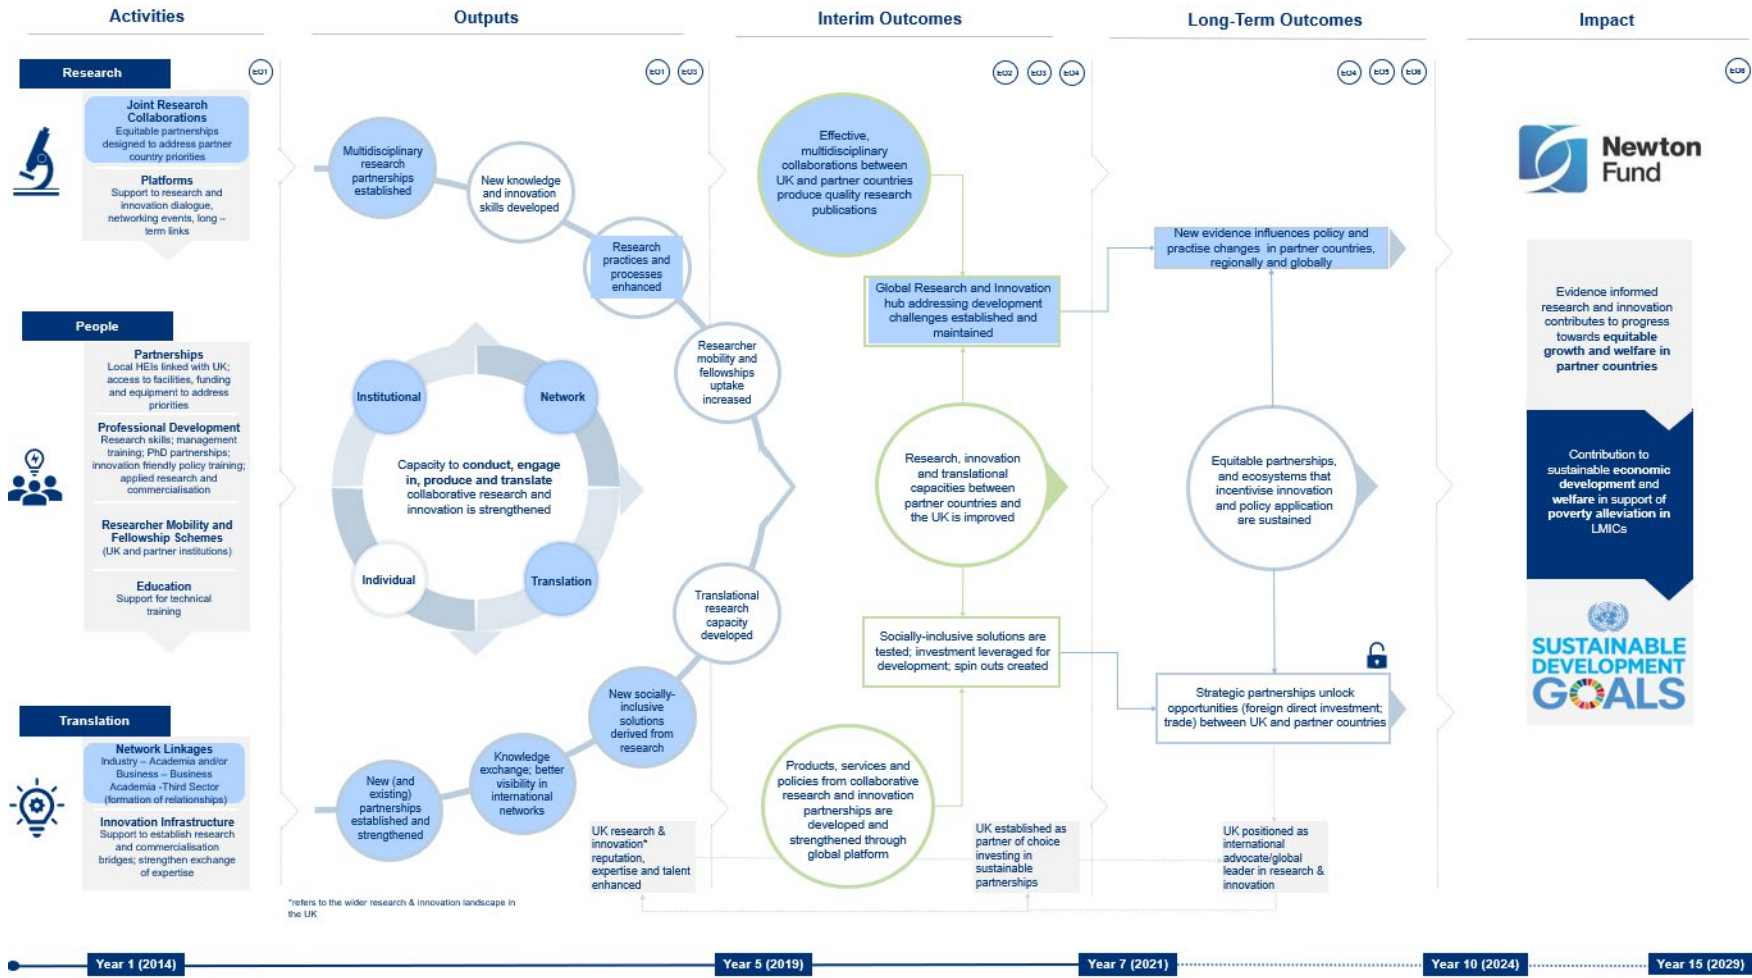 Activities
Outputs
Interim Outcomes
Long-Term Outcomes
Impact
Research
EO1
EO1
EO3
EO2
EO3
EO4
EO4
EO5
EO6
EO6
Joint Research
Collaborations
Equitable partnerships
designed to address partner
country priorities
Platforms
Support to research and
innovation dialogue,
networking events, long –
term links
People
Partnerships
Local HEIs linked with UK;
access to facilities, funding
and equipment to address
priorities
Professional Development
Research skills; management
training; PhD partnerships;
innovation friendly policy training;
applied research and
commercialisation
Researcher Mobility and
Fellowship Schemes
(UK and partner institutions)
Education
Support for technical
training
Translation
Network Linkages
Industry – Academia and/or
Business – Business
Academia -Third Sector
(formation of relationships)
Innovation Infrastructure
Support to establish research
and commercialisation
bridges; strengthen exchange
of expertise
Multidisciplinary
research
partnerships
established
New knowledge
and innovation
skills developed
Research
practices and
processes
enhanced
Researcher
mobility and
fellowships
uptake
increased
Institutional
Network
Capacity to conduct, engage
in, produce and translate
collaborative research and
innovation is strengthened
Individual
Translation
Translational
research
capacity
developed
New socially-
inclusive
solutions
derived from
research
Knowledge
exchange; better
visibility in
international
networks
New (and
existing)
partnerships
established and
strengthened
UK research &
innovation*
reputation,
expertise and talent
enhanced
*refers to the wider research & innovation landscape in
the UK
Effective,
multidisciplinary
collaborations between
UK and partner countries
produce quality research
publications
Global Research and Innovation
hub addressing development
challenges established and
maintained
Research, innovation
and translational
capacities between
partner countries and
the UK is improved
Socially-inclusive solutions are
tested; investment leveraged for
development; spin outs created
Products, services and
policies from collaborative
research and innovation
partnerships are
developed and
strengthened through
global platform
UK established as
partner of choice
investing in
sustainable
partnerships
New evidence influences policy and
practise changes in partner countries,
regionally and globally
Equitable partnerships,
and ecosystems that
incentivise innovation
and policy application
are sustained
Strategic partnerships unlock
opportunities (foreign direct investment;
trade) between UK and partner countries
UK positioned as
international
advocate/global
leader in research &
innovation
Newton
Fund
Evidence informed
research and innovation
contributes to progress
towards equitable
growth and welfare in
partner countries
Contribution to
sustainable economic
development and
welfare in support of
poverty alleviation in
LMICs
SUSTAINABLE
DEVELOPMENT
GOALS
Year 1 (2014)
Year 5 (2019)
Year 7 (2021)
Year 10 (2024)
Year 15 (2029)